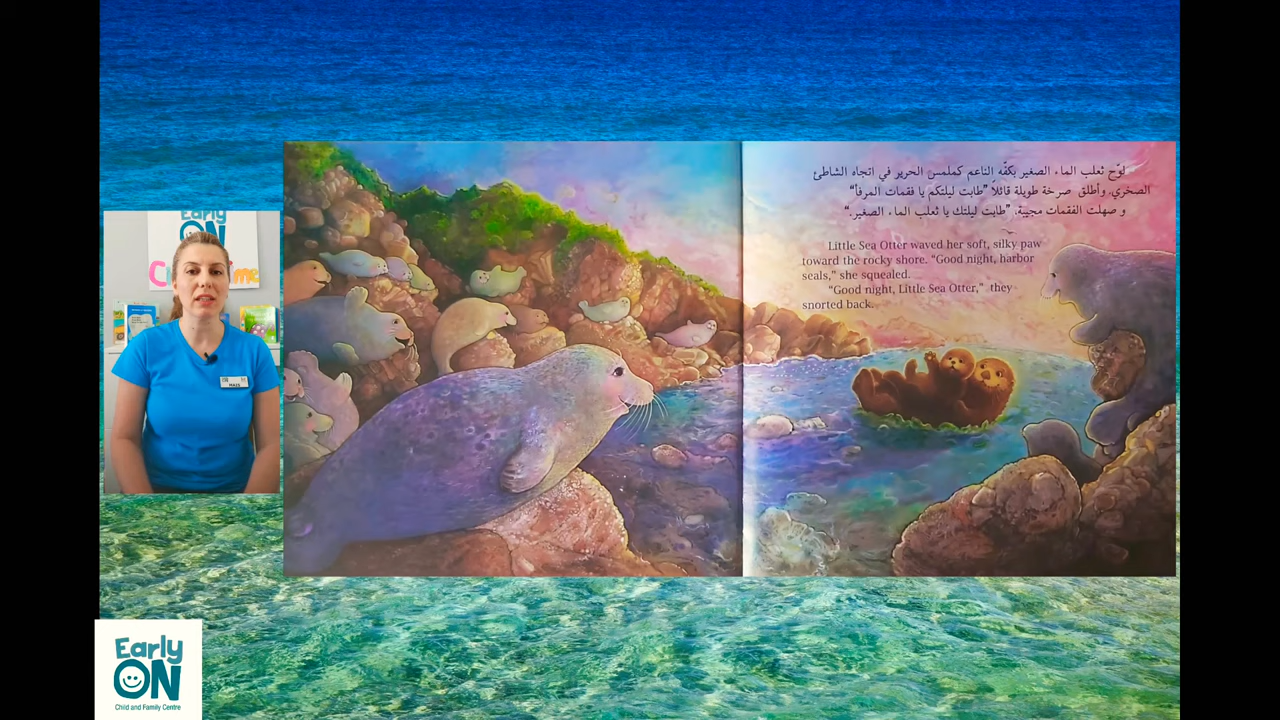 Early
ON
C
me
MAES
لوّح ثعلب الماء الصغير بكفّه الناعم كملمس الحرير في اتجاه الشاطئ
الصخري، وأطلق صرخة طويلة قائلاً "طابت ليلتكم يا فقمات المرفأ"
و صهلت الفقمات مجيبة. "طابت ليلتك يا ثعلب الماء الصغير."
Little Sea Otter waved her soft, silky paw
toward the rocky shore. "Good night, harbor
seals," she squealed.
"Good night, Little Sea Otter," they
snorted back.
Early
ON
Child and Family Centre